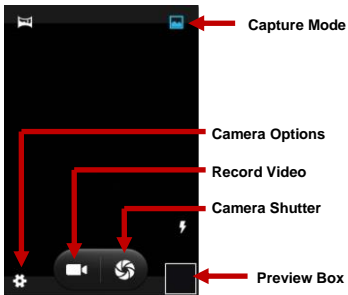 Capture Mode
Camera Options
Record Video
Camera Shutter
Preview Box